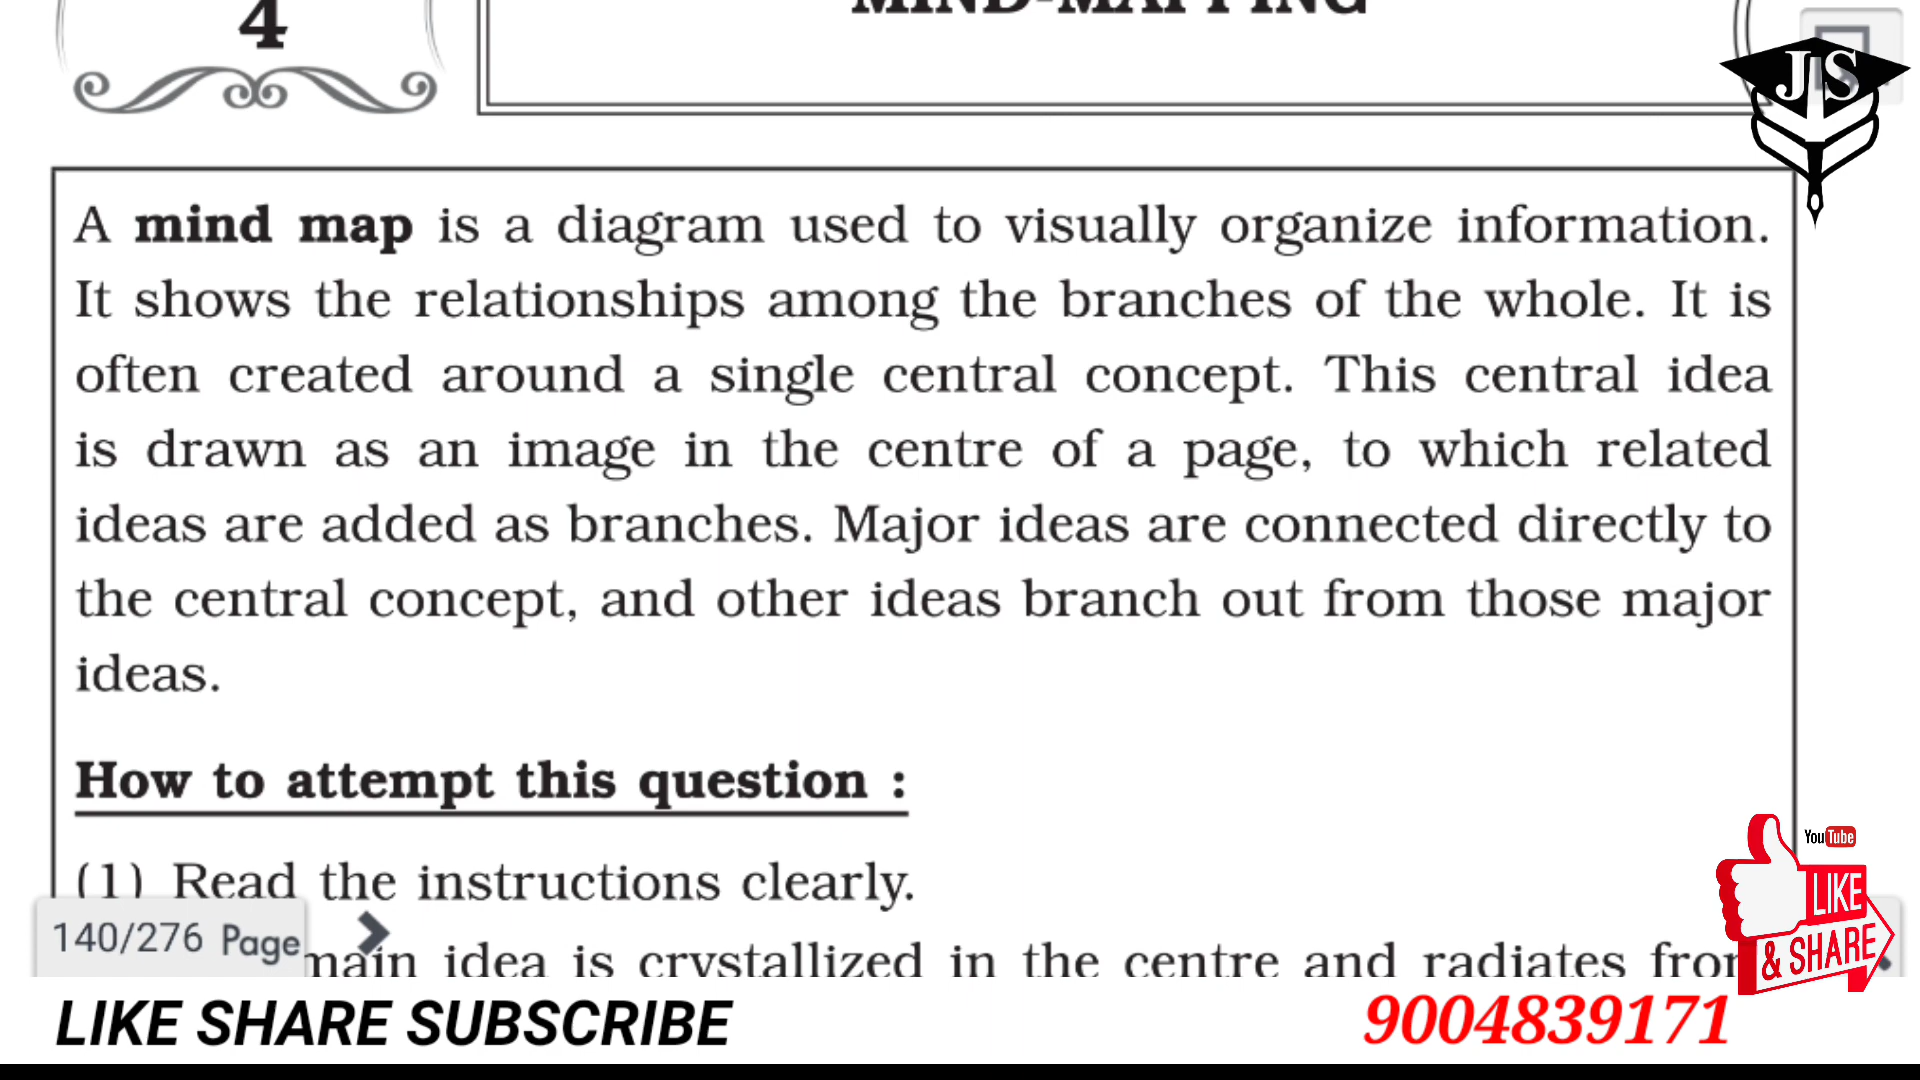 4
MIND-MAPPING
JS
A mind map is a diagram used to visually organize information.
It shows the relationships among the branches of the whole. It is
often created around a single central concept. This central idea
is drawn as an image in the centre of a page, to which related
ideas are added as branches. Major ideas are connected directly to
the central concept, and other ideas branch out from those major
ideas.
How to attempt this question :
(1) Read the instructions clearly.
main idea is crystallized in the centre and radiates from
140/276 Page
YouTube
LIKE
& SHARE
LIKE SHARE SUBSCRIBE
9004839171